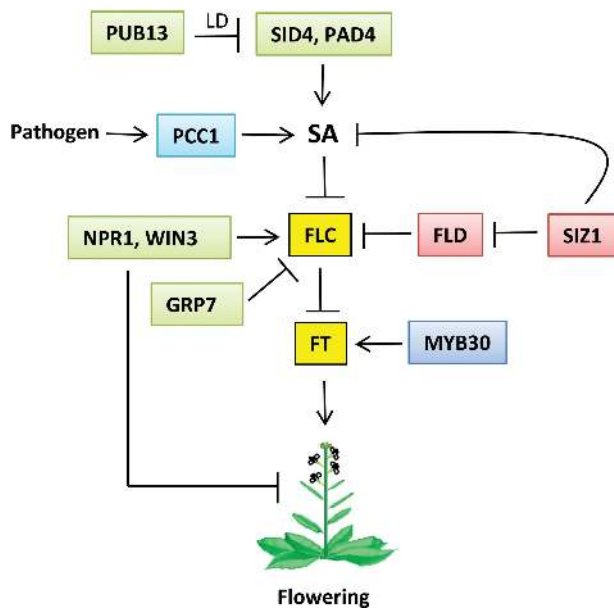 PUB13
LD
SID4, PAD4
Pathogen
PCC1
SA
NPR1, WIN3
FLC
FLD
SIZ1
GRP7
FT
MYB30
Flowering